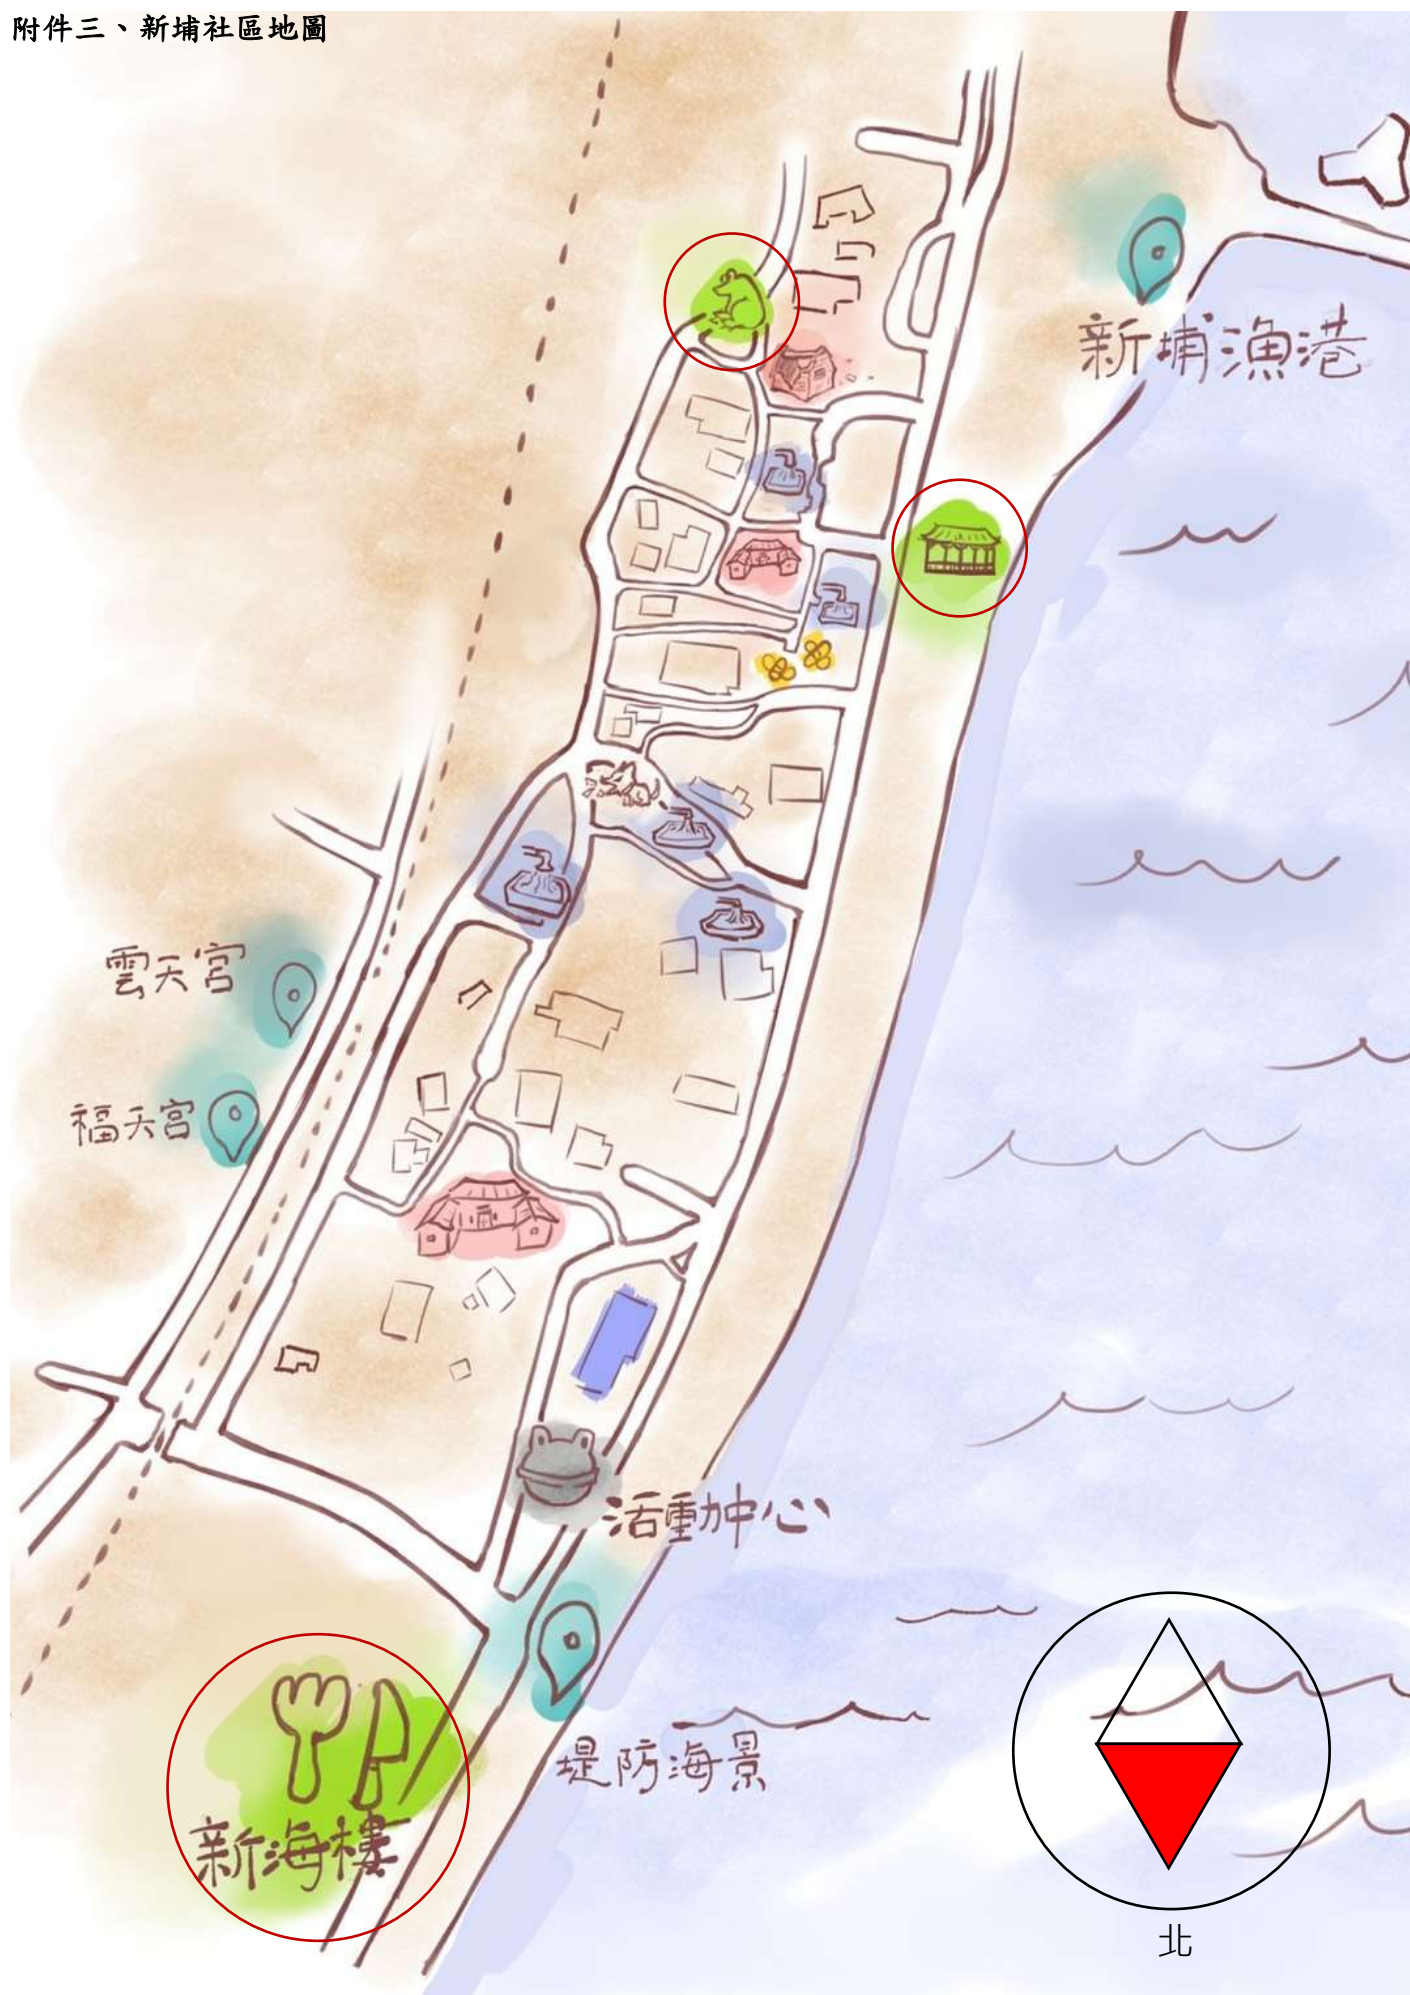 附件三、新埔社區地圖
新埔漁港
雲天宮
福天宮
活動中心
堤防海景
新海樓
北